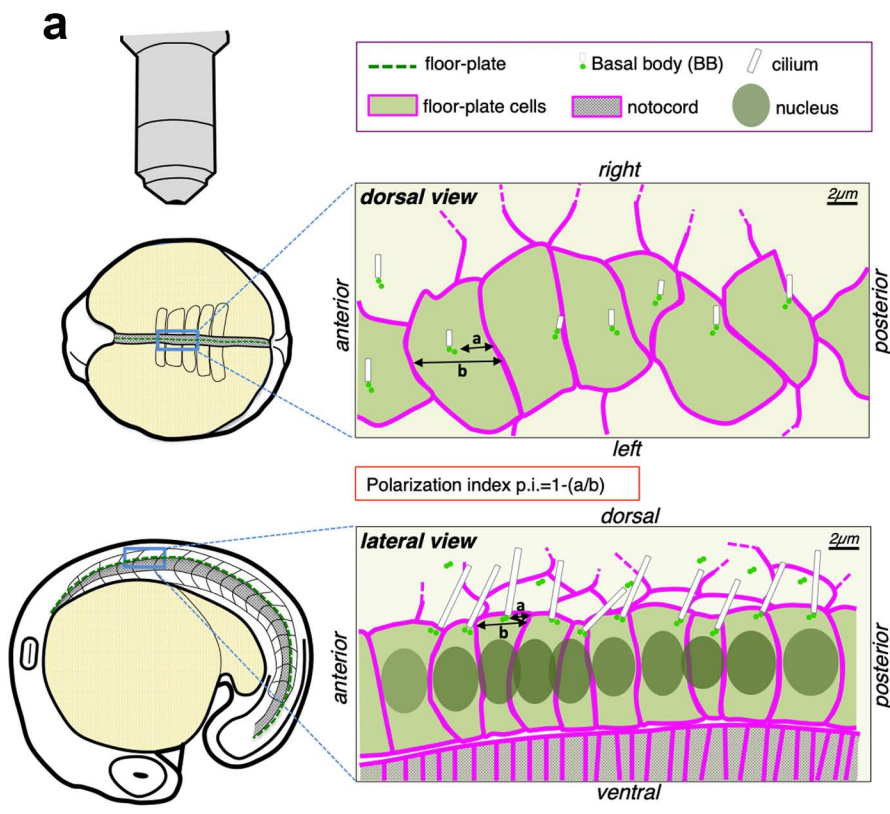 a
floor-plate
Basal body (BB)
cilium
floor-plate cells
notocord
nucleus
right
dorsal view
2µm
anterior
posterior
a
b
left
Polarization index p.i.=1-(a/b)
dorsal
lateral view
2µm
anterior
posterior
a
b
ventral